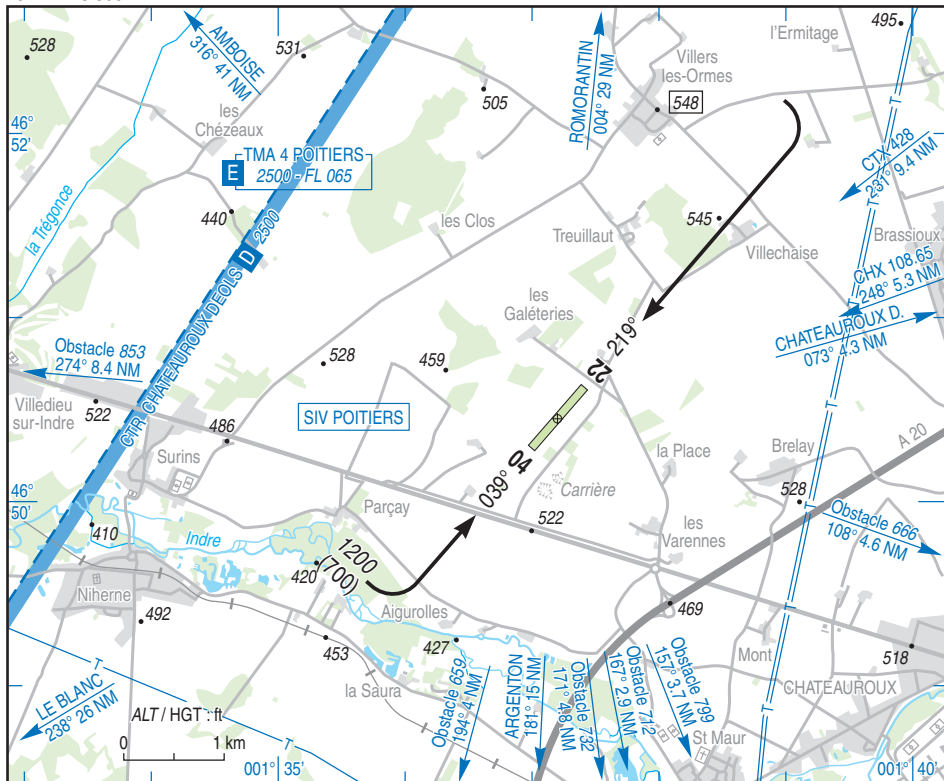 528
AMBOISE
316° 41 NM
531
505
ROMORANTIN
004° 29 NM
Villers
les-Ormes
548
l'Ermitage
495
T
46°
52'
les
Chézeaux
TMA 4 POITIERS
E
2500 - FL 065
la Trégonce
440
les Clos
Treuillaut
545
Villechaise
CTX 428
231° 9.4 NM
Brassioux
CTR CHATEAUROUX DEOLS D 2500
CHX 108.65
248° 5.3 NM
CHATEAUROUX D.
073° 4.3 NM
les
Galéteries
Obstacle 853
274° 8.4 NM
528
459
22 219°
Villedieu
sur-Indre
522
SIV POITIERS
486
Surins
039° 04
la Place
Brelay
A 20
T
Carrière
46°
50'
410
Indre
Parçay
522
528
les
Varennes
Obstacle 666
108° 4.6 NM
1200
(700)
420
Niherne
492
Aigurolles
469
453
427
Mont
518
la Saura
T
CHATEAUROUX
LE BLANC
238° 26 NM
T
Obstacle 659
194° 4 NM
ARGENTON
181° 15 NM
Obstacle 732
171° 4.8 NM
Obstacle 712
167° 2.9 NM
Obstacle 799
157° 3.7 NM
St Maur
ALT / HGT : ft
0 1 km
001° 35'
001° 40'